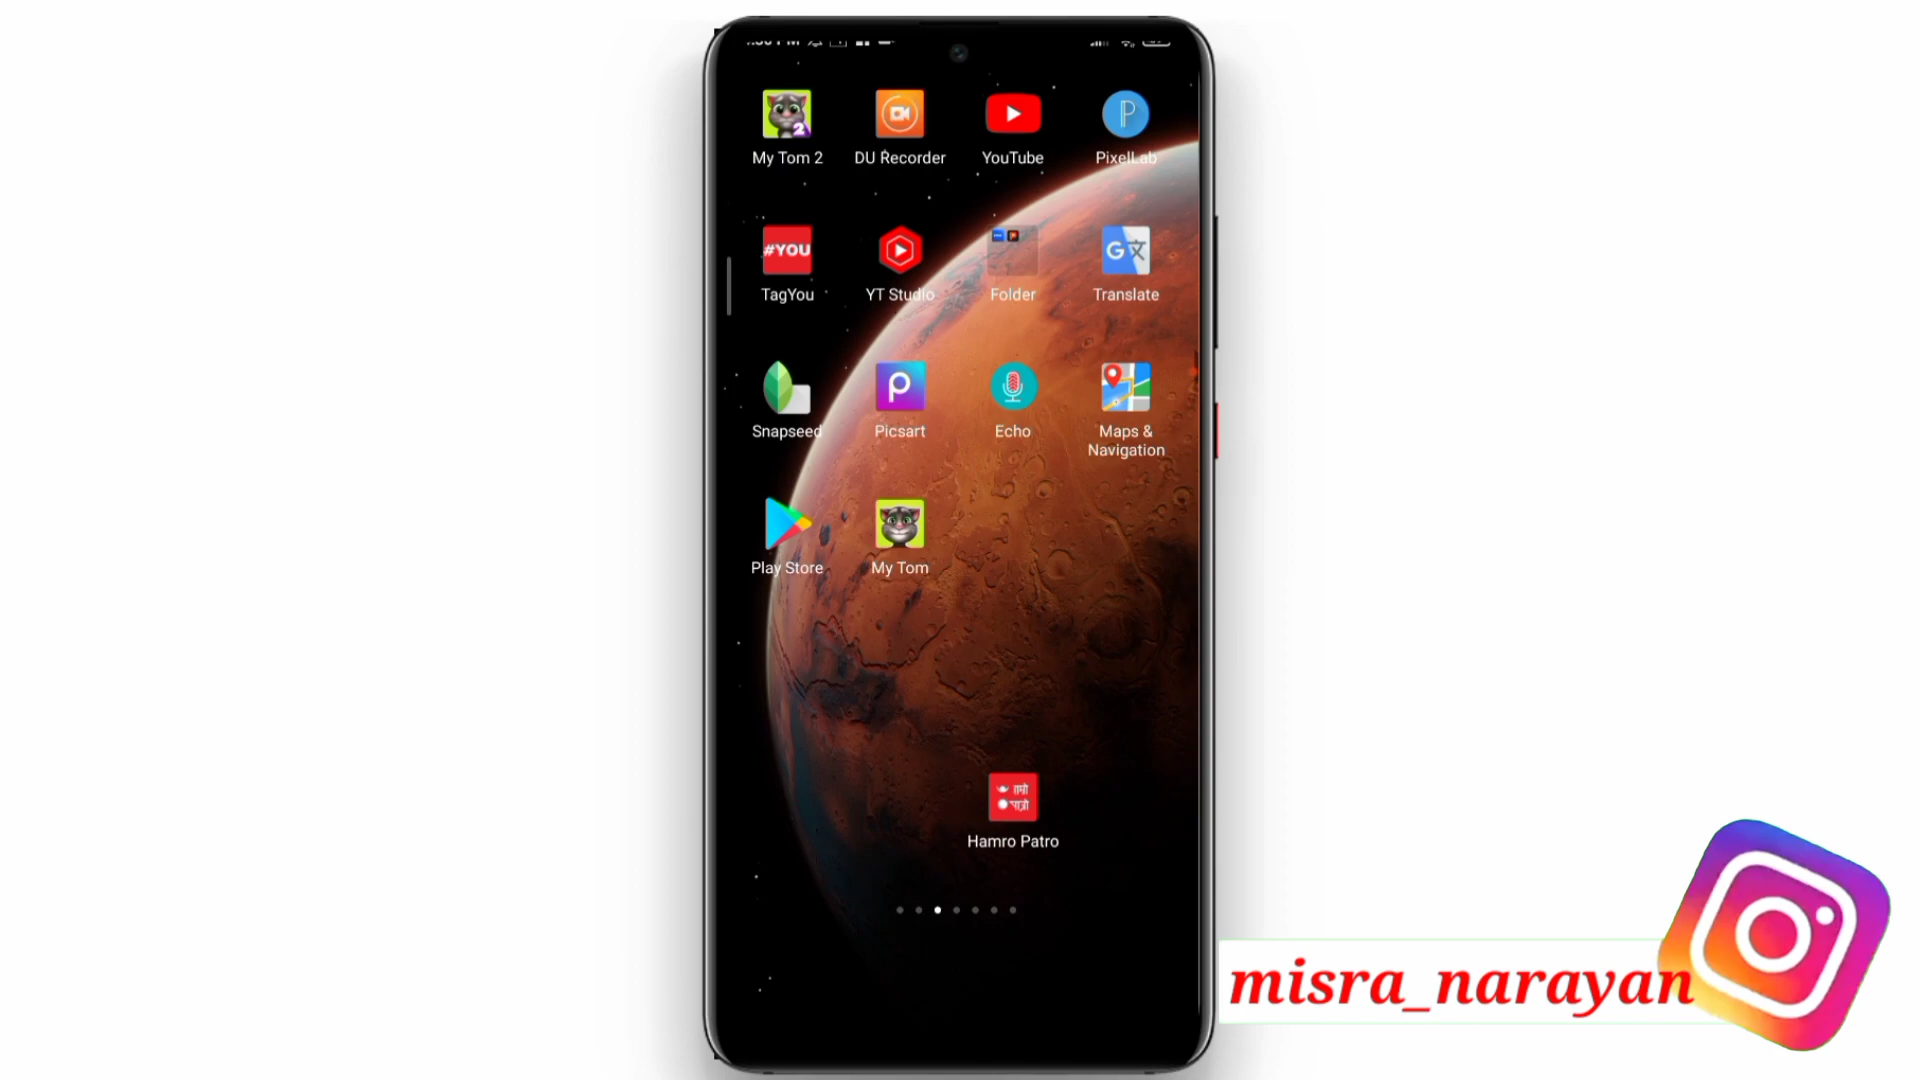 My Tom 2
DU Recorder
YouTube
PixelLab
#YOU
TagYou
YT Studio
Folder
Translate
Snapseed
Picsart
Echo
Maps &
Navigation
Play Store
My Tom
हाम्रो
पात्रो
Hamro Patro
misra_narayan